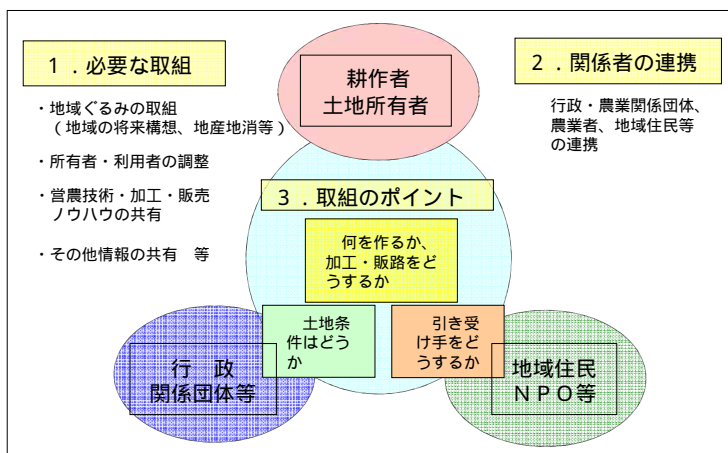 １．必要な取組
・地域ぐるみの取組
（地域の将来構想、地産地消等）
・所有者・利用者の調整
・営農技術・加工・販売
ノウハウの共有
・その他情報の共有　等
耕作者
土地所有者
２．関係者の連携
行政・農業関係団体、
農業者、地域住民等
の連携
３．取組のポイント
何を作るか、
加工・販路をど
うするか
土地条
件はどう
か
引き受
け手をど
うするか
行　政
関係団体等
地域住民
ＮＰＯ等